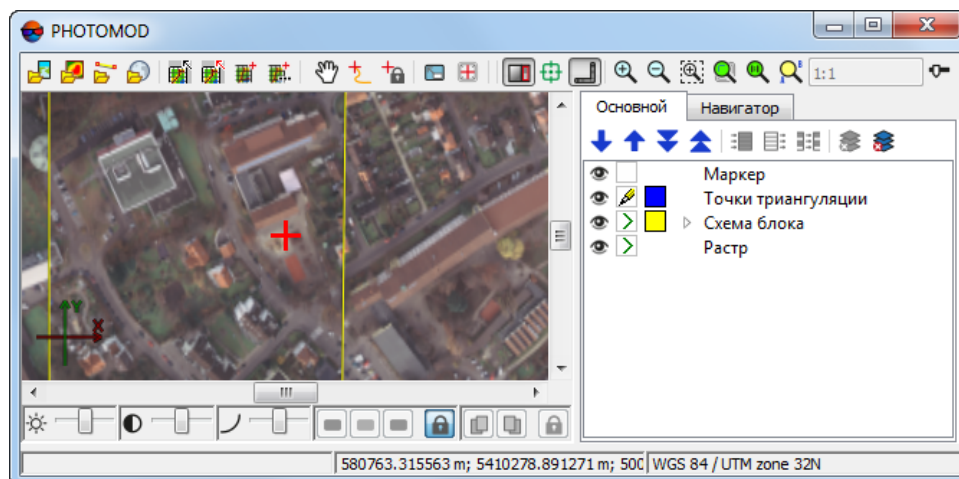 PHOTOMOD
1:1
Основной
Навигатор
Маркер
Точки триангуляции
Схема блока
Растр
Y
X
580763.315563 m; 5410278.891271 m; 500
WGS 84 / UTM zone 32N